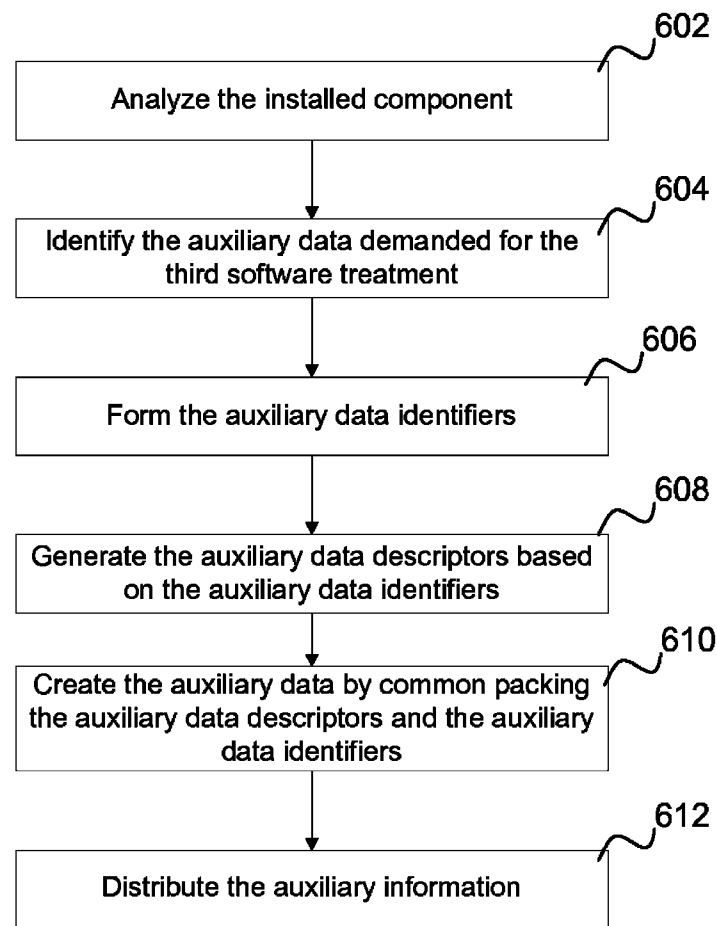 602
Analyze the installed component
604
Identify the auxiliary data demanded for the
third software treatment
606
Form the auxiliary data identifiers
608
Generate the auxiliary data descriptors based
on the auxiliary data identifiers
610
Create the auxiliary data by common packing
the auxiliary data descriptors and the auxiliary
data identifiers
612
Distribute the auxiliary information